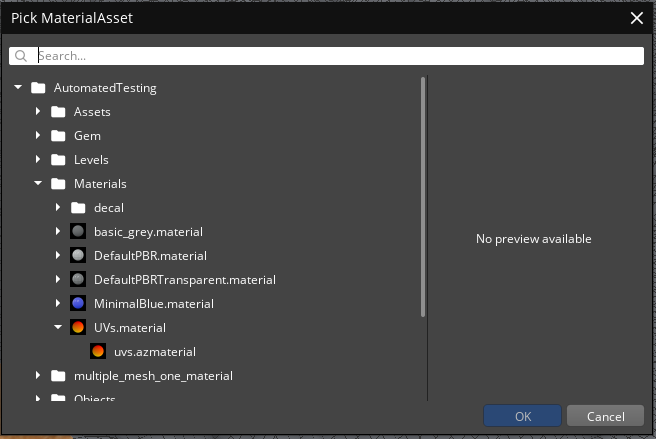 Pick MaterialAsset
Search...
AutomatedTesting
Assets
Gem
Levels
Materials
decal
basic_grey.material
DefaultPBR.material
DefaultPBRTransparent.material
MinimalBlue.material
UVs.material
uvs.azmaterial
multiple_mesh_one_material
Objects
No preview available
OK
Cancel